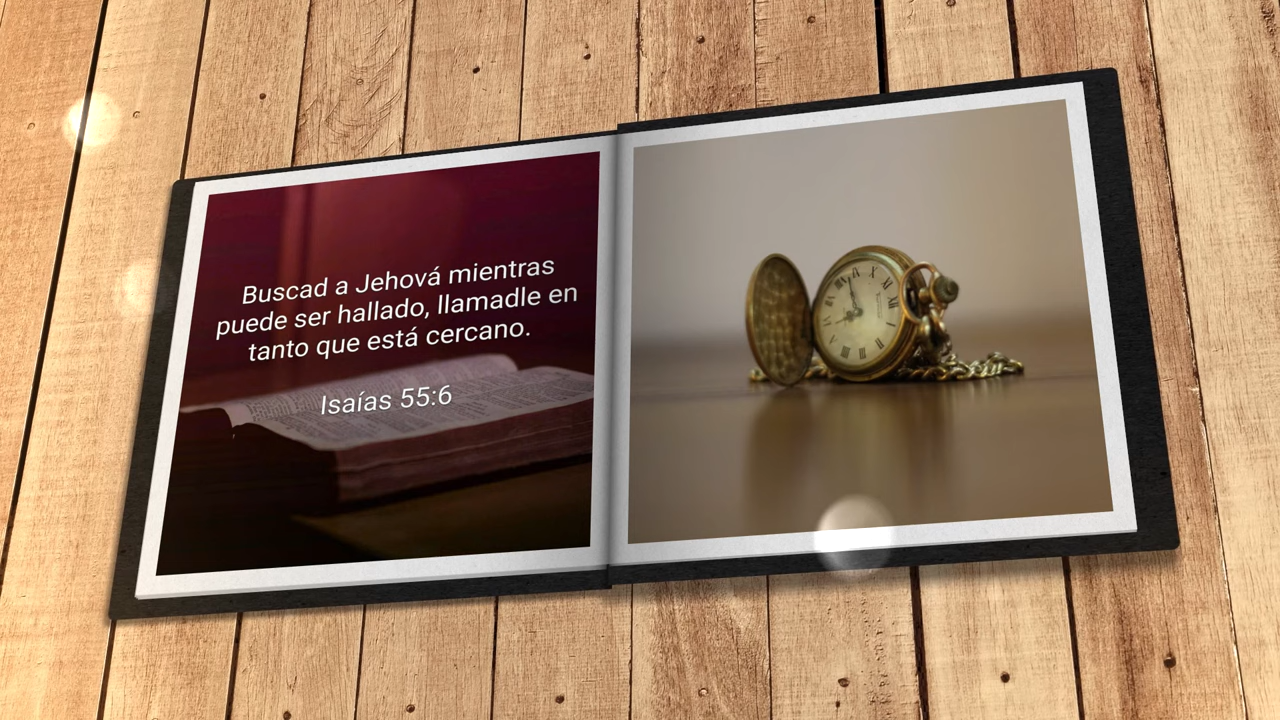 Buscad a Jehová mientras
puede ser hallado, llamadle en
tanto que está cercano.
Isaías 55:6